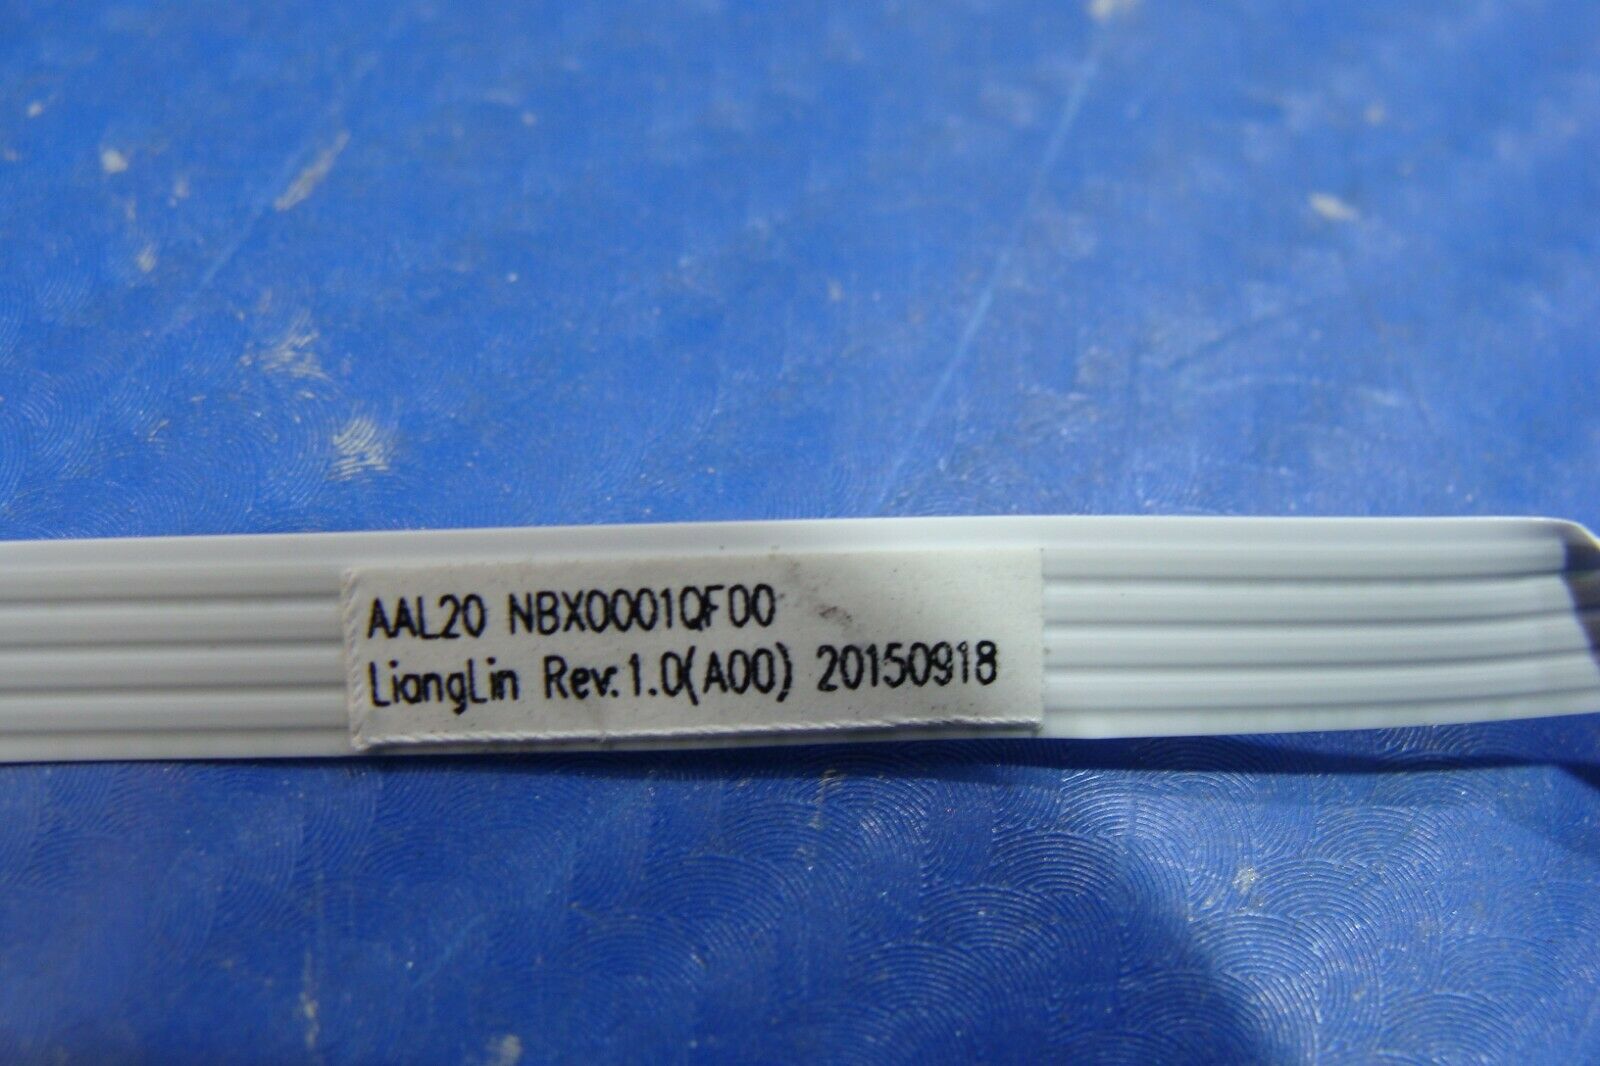 AAL20 NBX0001QF00
LiangLin Rev:1.0(A00) 20150918